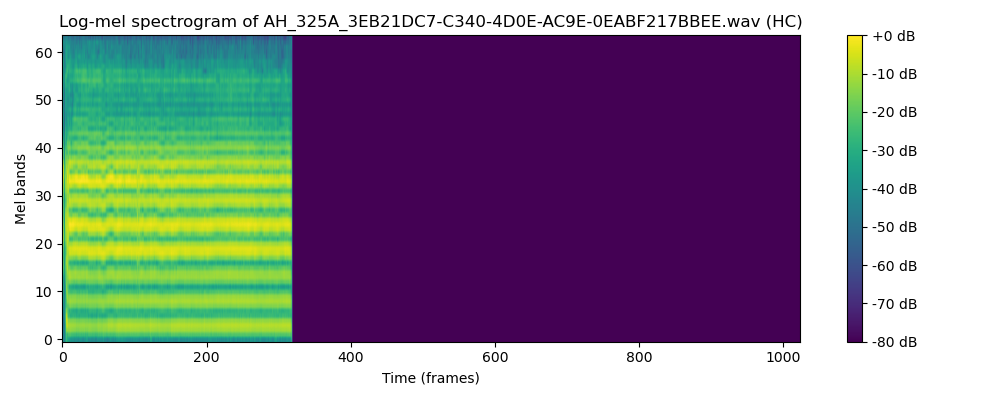 Log-mel spectrogram of AH_325A_3EB21DC7-C340-4D0E-AC9E-0EABF217BBEE.wav (HC)
Mel bands
60
50
40
30
20
10
0
0 200 400 600 800 1000
Time (frames)
+0 dB
-10 dB
-20 dB
-30 dB
-40 dB
-50 dB
-60 dB
-70 dB
-80 dB